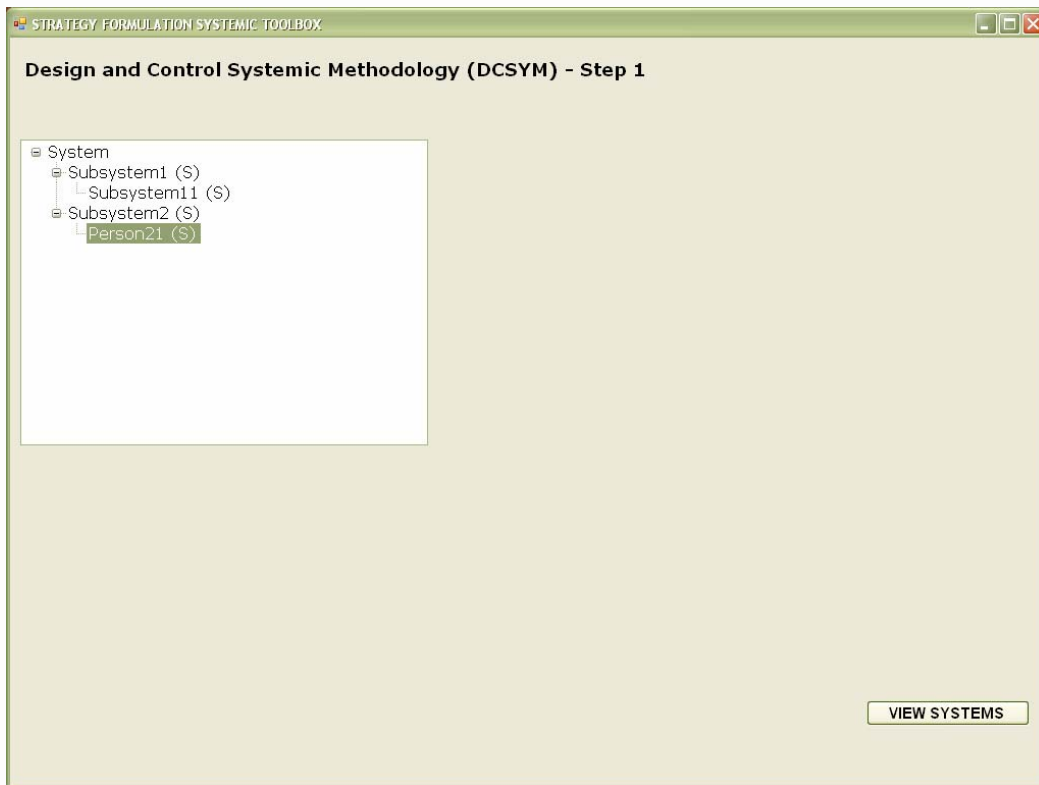 STRATEGY FORMULATION SYSTEMIC TOOLBOX
Design and Control Systemic Methodology (DCSYM) - Step 1
System
Subsystem1 (S)
Subsystem11 (S)
Subsystem2 (S)
Person21 (S)
VIEW SYSTEMS